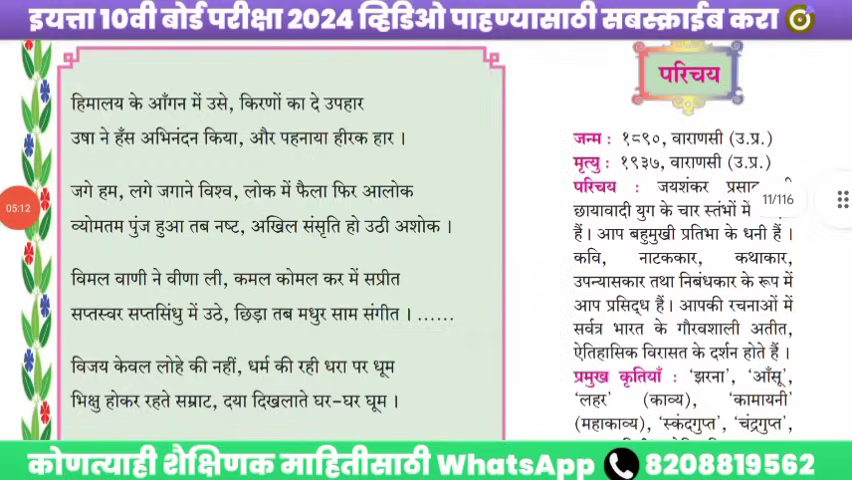 इयत्ता 10वी बोर्ड परीक्षा 2024 व्हिडिओ पाहण्यासाठी सबस्क्राईब करा
हिमालय के आँगन में उसे, किरणों का दे उपहार
उषा ने हँस अभिनंदन किया, और पहनाया हीरक हार ।
जगे हम, लगे जगाने विश्व, लोक में फैला फिर आलोक
व्योमतम पुंज हुआ तब नष्ट, अखिल संसृति हो उठी अशोक ।
विमल वाणी ने वीणा ली, कमल कोमल कर में सप्रीत
सप्तस्वर सप्तसिंधु में उठे, छिड़ा तब मधुर साम संगीत । ......
विजय केवल लोहे की नहीं, धर्म की रही धरा पर धूम
भिक्षु होकर रहते सम्राट, दया दिखलाते घर-घर घूम ।
परिचय
जन्म : १८९०, वाराणसी (उ.प्र.)
मृत्यु : १९३७, वाराणसी (उ.प्र.)
परिचय : जयशंकर
छायावादी युग के चार स्तंभों में
हैं । आप बहुमुखी प्रतिभा के धनी हैं ।
कवि, नाटककार, कथाकार,
उपन्यासकार तथा निबंधकार के रूप में
आप प्रसिद्ध हैं । आपकी रचनाओं में
सर्वत्र भारत के गौरवशाली अतीत,
ऐतिहासिक विरासत के दर्शन होते हैं ।
प्रमुख कृतियाँ : ‘झरना’, ‘आँसू’,
‘लहर’ (काव्य), ‘कामायनी’
(महाकाव्य), ‘स्कंदगुप्त’, ‘चंद्रगुप्त’,
05:12
11/116
कोणत्याही शैक्षिणक माहितीसाठी WhatsApp 8208819562